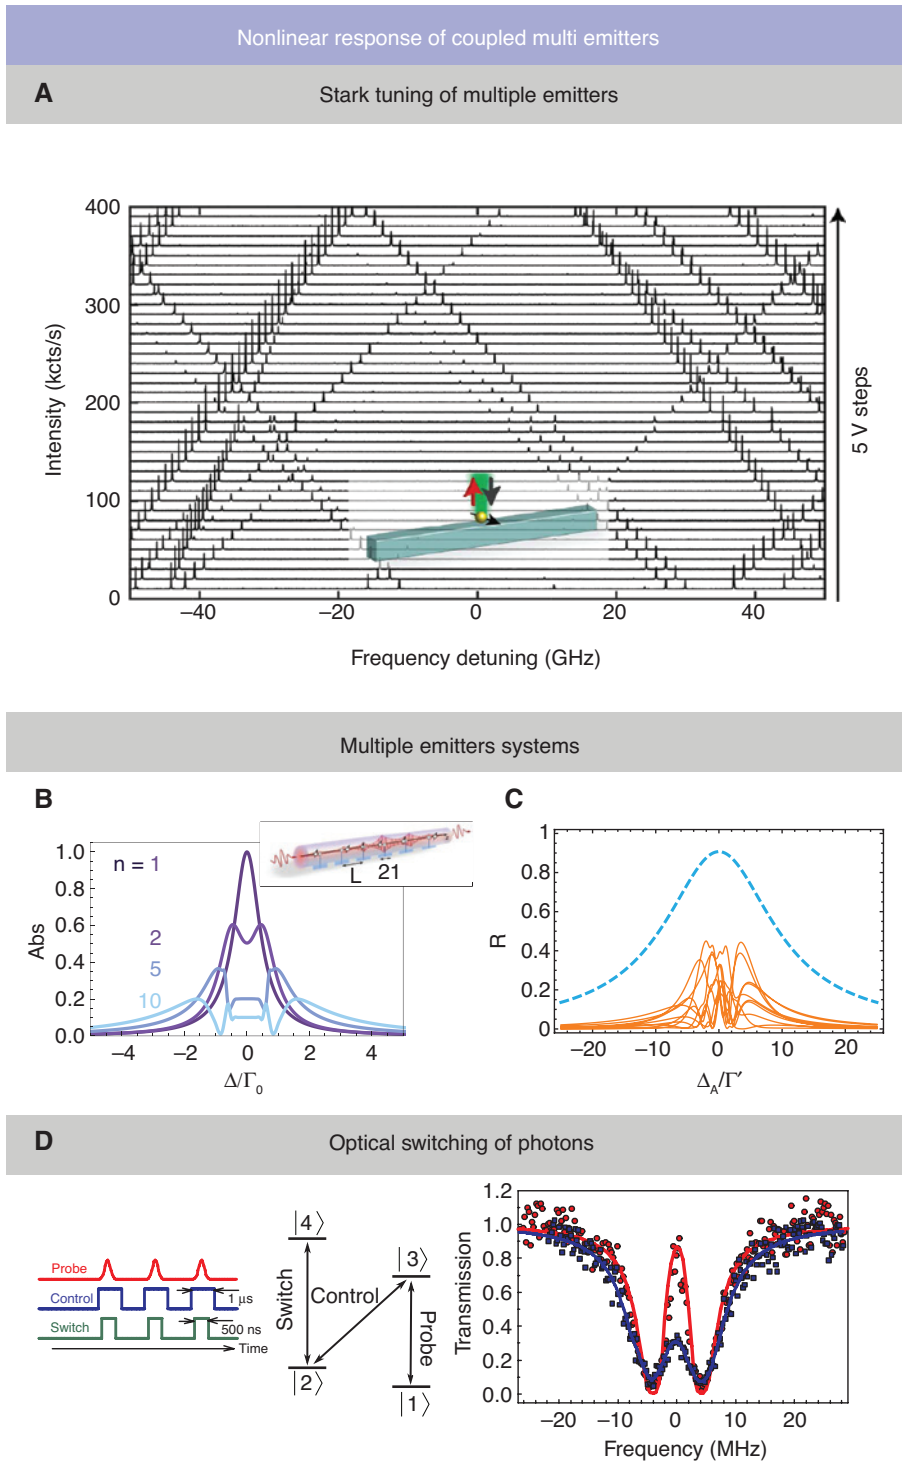 Nonlinear response of coupled multi emitters
A
Stark tuning of multiple emitters
400
300
200
100
0
Intensity (kcts/s)
5 V steps
−40 −20 0 20 40
Frequency detuning (GHz)
Multiple emitters systems
B
n = 1
2
5
10
L 21
1.0
0.8
0.6
0.4
0.2
0.0
Abs
−4 −2 0 2 4
Δ/Γ₀
C
1
0.8
0.6
0.4
0.2
0
R
−20 −10 0 10 20
Δ_A/Γ′
D
Optical switching of photons
Probe
Control
1 μs
Switch
500 ns
Time
|4⟩
|3⟩
Switch
Control
Probe
|2⟩
|1⟩
1.2
1.0
0.8
0.6
0.4
0.2
0.0
Transmission
−20 −10 0 10 20
Frequency (MHz)